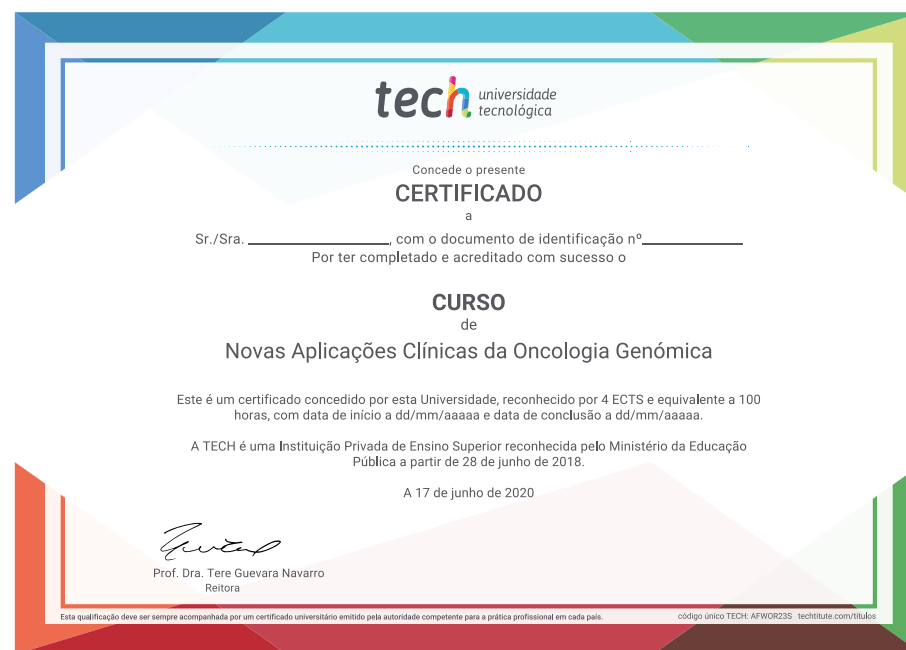 tech universidade
tecnológica
Concede o presente
CERTIFICADO
a
Sr./Sra. ________________, com o documento de identificação nº____________
Por ter completado e acreditado com sucesso o
CURSO
de
Novas Aplicações Clínicas da Oncologia Genómica
Este é um certificado concedido por esta Universidade, reconhecido por 4 ECTS e equivalente a 100
horas, com data de início a dd/mm/aaaaa e data de conclusão a dd/mm/aaaaa.
A TECH é uma Instituição Privada de Ensino Superior reconhecida pelo Ministério da Educação
Pública a partir de 28 de junho de 2018.
A 17 de junho de 2020
Prof. Dra. Tere Guevara Navarro
Reitora
Esta qualificação deve ser sempre acompanhada por um certificado universitário emitido pela autoridade competente para a prática profissional em cada país.
código único TECH: AFWOR23S techtitute.com/titulos